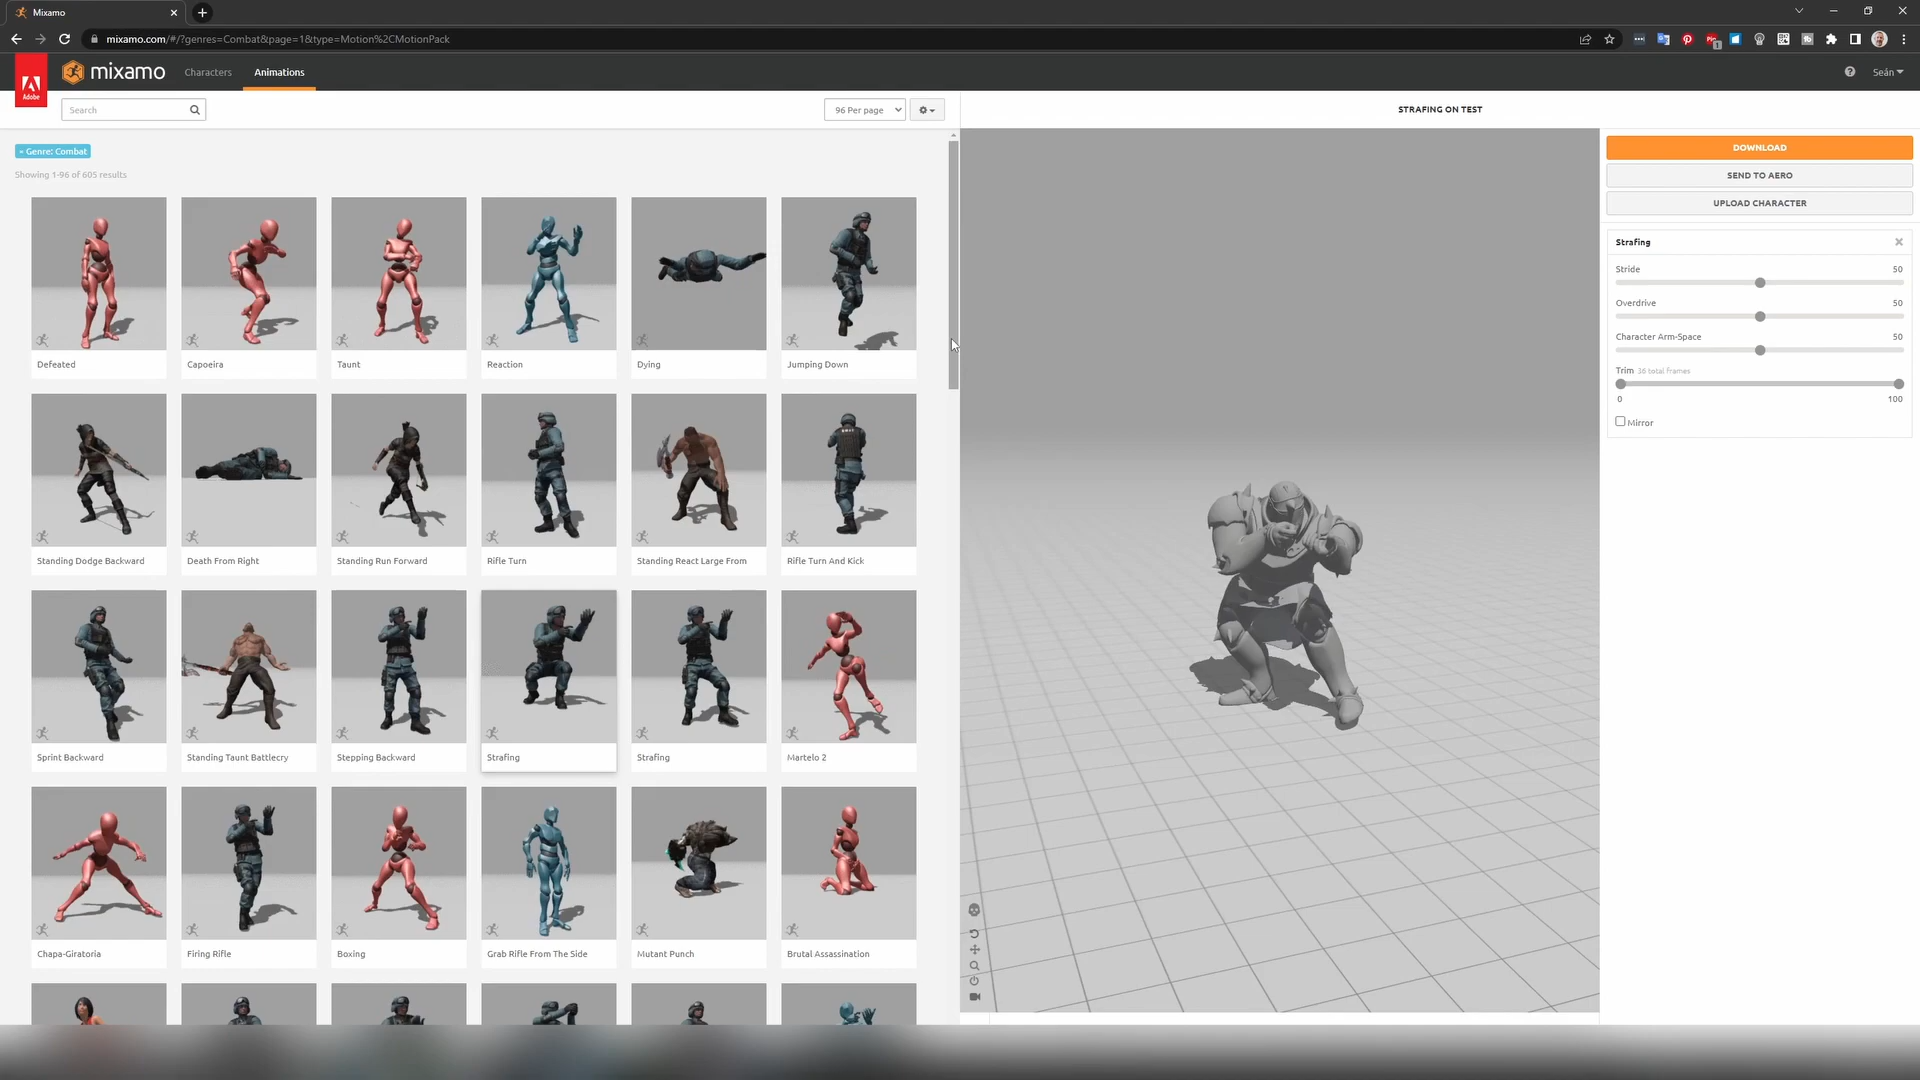 Mixamo
mixamo.com/#/?genres=Combat&page=1&type=Motion%2CMotionPack
Adobe
mixamo
Characters
Animations
Seán
Search
96 Per page
STRAFING ON TEST
Genre: Combat
Showing 1-96 of 605 results
DOWNLOAD
SEND TO AERO
UPLOAD CHARACTER
Strafing
Stride 50
Overdrive 50
Character Arm-Space 50
Trim 36 total frames
0 100
Mirror
Defeated
Capoeira
Taunt
Reaction
Dying
Jumping Down
Standing Dodge Backward
Death From Right
Standing Run Forward
Rifle Turn
Standing React Large From
Rifle Turn And Kick
Sprint Backward
Standing Taunt Battlecry
Stepping Backward
Strafing
Strafing
Martelo 2
Chapa-Giratoria
Firing Rifle
Boxing
Grab Rifle From The Side
Mutant Punch
Brutal Assassination